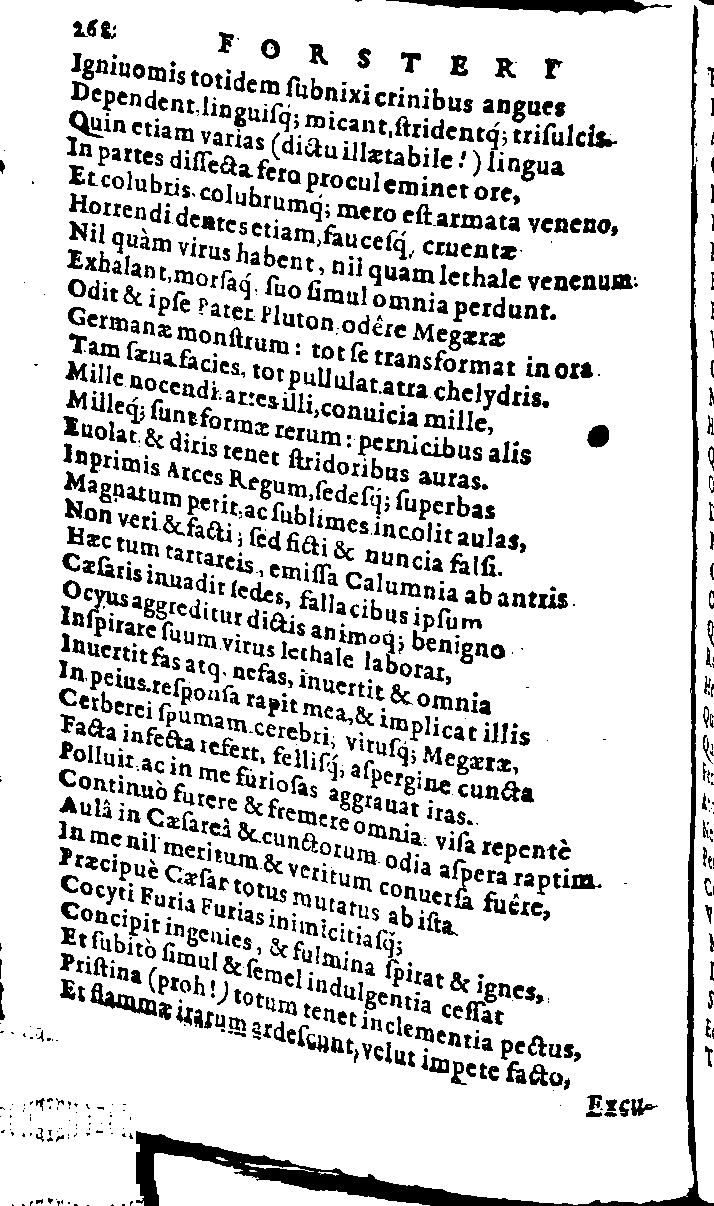 268.
FORSTERI
Igniuomis totidem ſubnixi crinibus angues
Dependent, linguiſq́; micant, ſtridentq́; triſulcis.
Quin etiam varias (dictu illætabile!) lingua
In partes diſſecta fero procul eminet ore,
Et colubris. colubrumq́; mero eſt armata veneno,
Horrendi dentes etiam, fauceſq́, cruentæ
Nil quàm virus habent, nil quam lethale venenum:
Exhalant, morſaq́. ſuo ſimul omnia perdunt.
Odit & ipſe Pater Pluton, odêre Megæræ
Germanæ monſtrum: tot ſe transformat in ora.
Tam ſæua facies, tot pullulat atra chelydris.
Mille nocendi artes illi, conuicia mille,
Milleq́; ſunt formæ rerum: pernicibus alis
Euolat & diris tenet ſtridoribus auras.
Inprimis Arces Regum, ſedeſq́; ſuperbas
Magnatum petit, ac ſublimes incolit aulas,
Non veri & facti; ſed ficti & nuncia falſi.
Hæc tum tartareis, emiſſa Calumnia ab antris
Cæſaris inuadit ſedes, fallacibus ipſum
Ocyus aggreditur dictis animoq́; benigno
Inſpirare ſuum virus lethale laborat,
Inuertit fas atq. nefas, inuertit & omnia
In peius reſponſa rapit mea, & implicat illis
Cerberei ſpumam cerebri, viruſq́; Megæræ,
Facta infecta refert, felliſq́, aſpergine cuncta
Polluit ac in me furioſas aggrauat iras.
Continuò furere & fremere omnia viſa repentè
Aulâ in Cæſareâ & cunctorum odia aſpera raptim
In me nil meritum & veritum conuerſa fuêre,
Præcipuè Cæſar totus mutatus ab iſta
Cocyti Furia Furias inimicitiaſq́;
Concipit ingenies, & fulmina ſpirat & ignes,
Et ſubitò ſimul & ſemel indulgentia ceſſat
Priſtina (proh!) totum tenet inclementia pectus,
Et flammæ irarum ardeſcunt, velut impete facto,
Excu-